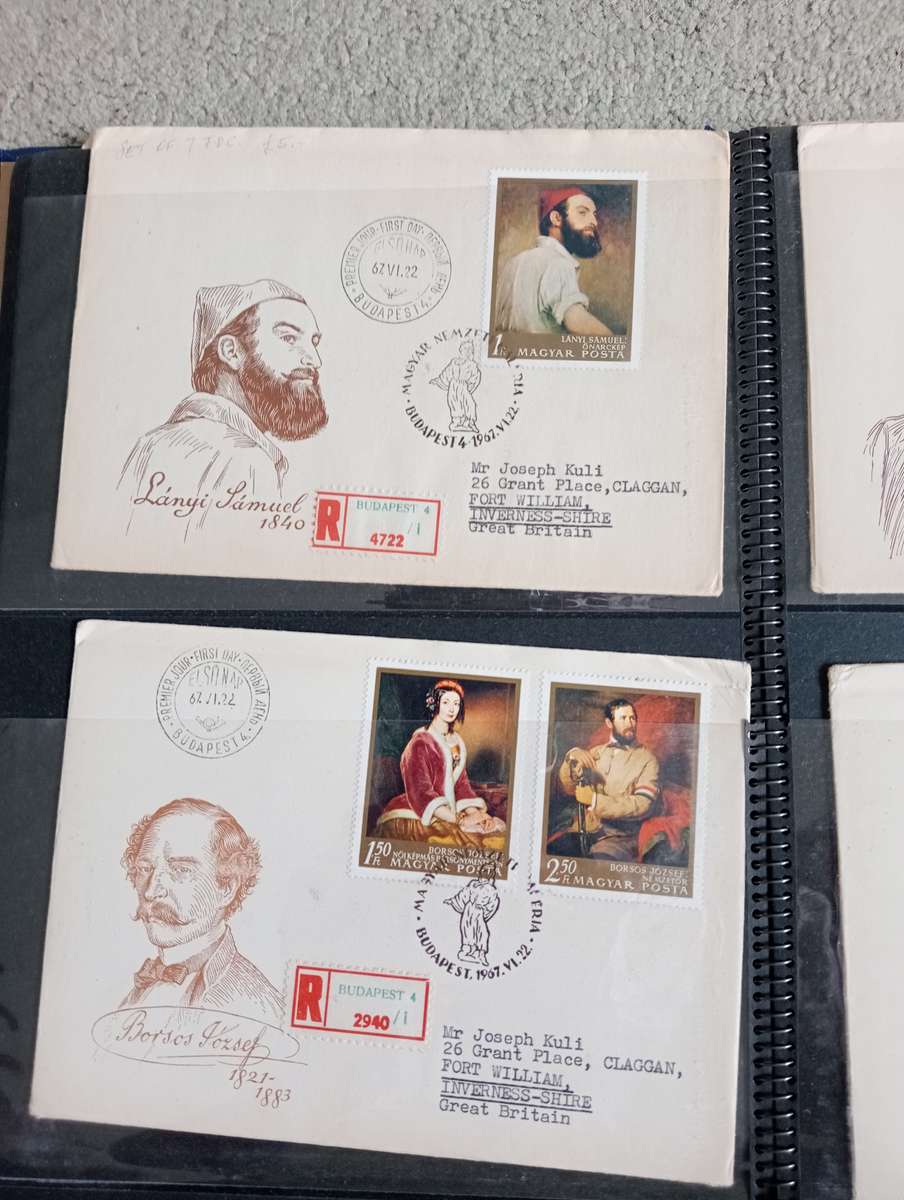 SET OF 7 FDC. £5.-
PREMIER JOUR·FIRST DAY·ПЕРВЫЙ ДЕНЬ
ELSŐ NAP
67.VI.22
·BUDAPEST 4.·
LÁNYI SÁMUEL:
ÖNARCKÉP
1Ft MAGYAR POSTA
·MAGYAR NEMZETI
BUDAPEST 4·1967.VI.22.
Lányi Sámuel
1840
R
BUDAPEST 4
/i
4722
Mr Joseph Kuli
26 Grant Place,CLAGGAN,
FORT WILLIAM,
INVERNESS-SHIRE
Great Britain
PREMIER JOUR·FIRST DAY·ПЕРВЫЙ ДЕНЬ
ELSŐ NAP
67.VI.22
·BUDAPEST 4.·
BORSOS JÓZSEF:
NŐI KÉPMÁS
1.50 Ft MAGYAR POSTA
BORSOS JÓZSEF:
NEMZETŐR
2.50 Ft MAGYAR POSTA
BUDAPEST, 1967.VI.22.
R
BUDAPEST 4
2940 /i
Borsos József
1821-
1883
Mr Joseph Kuli
26 Grant Place, CLAGGAN,
FORT WILLIAM,
INVERNESS-SHIRE
Great Britain